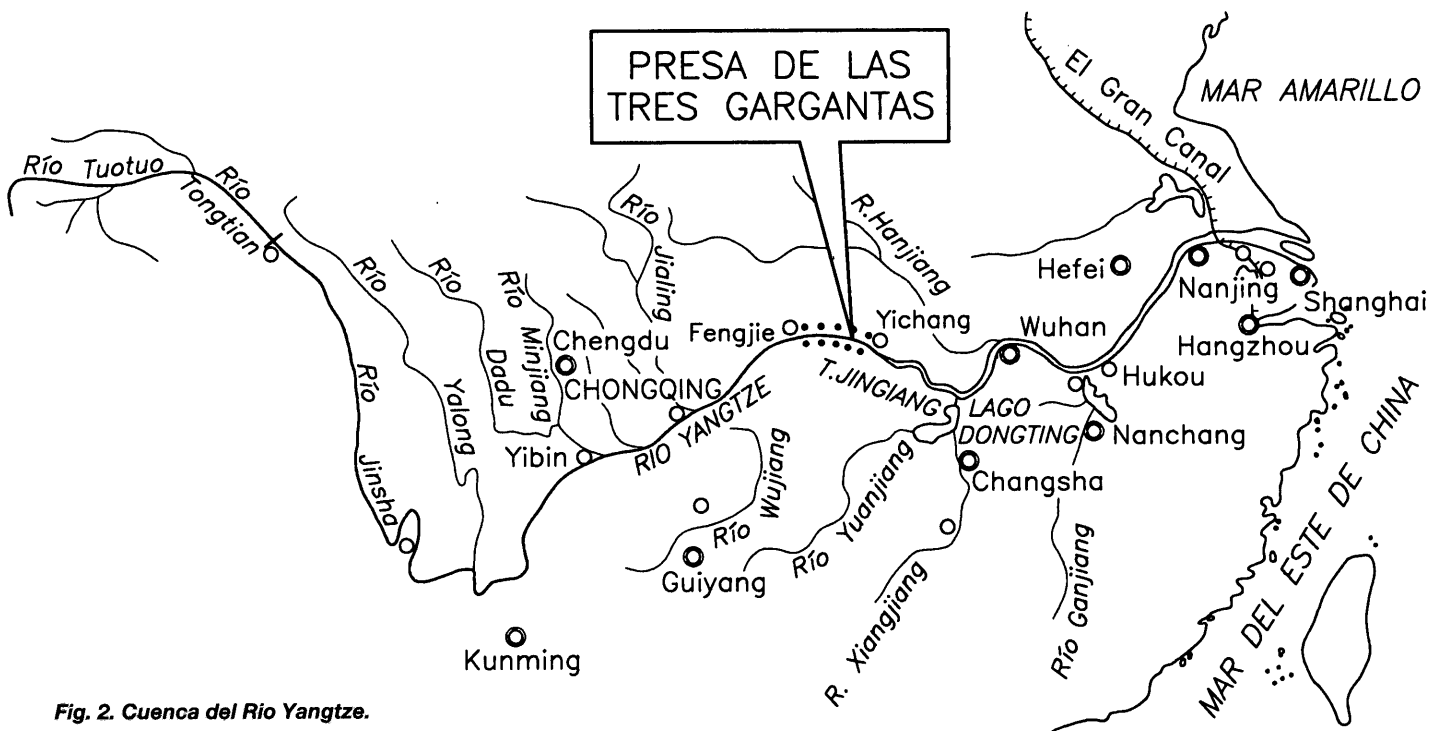 PRESA DE LAS
TRES GARGANTAS
El Gran Canal
MAR AMARILLO
Río Tuotuo
Río
Tongtian
Río
Yalong
Río
Dadu
Río
Minjiang
Río
Jialing
R.Hanjiang
Hefei
Nanjing
Shanghai
Hangzhou
Chengdu
CHONGQING
Fengjie
Yichang
Wuhan
Hukou
T.JINGIANG
LAGO
DONGTING
Nanchang
Changsha
Yibin
RIO YANGTZE
Río
Jinsha
Río Wujiang
Guiyang
Río Yuanjiang
R. Xiangjiang
Río Ganjiang
Kunming
MAR DEL ESTE DE CHINA
Fig. 2. Cuenca del Rio Yangtze.